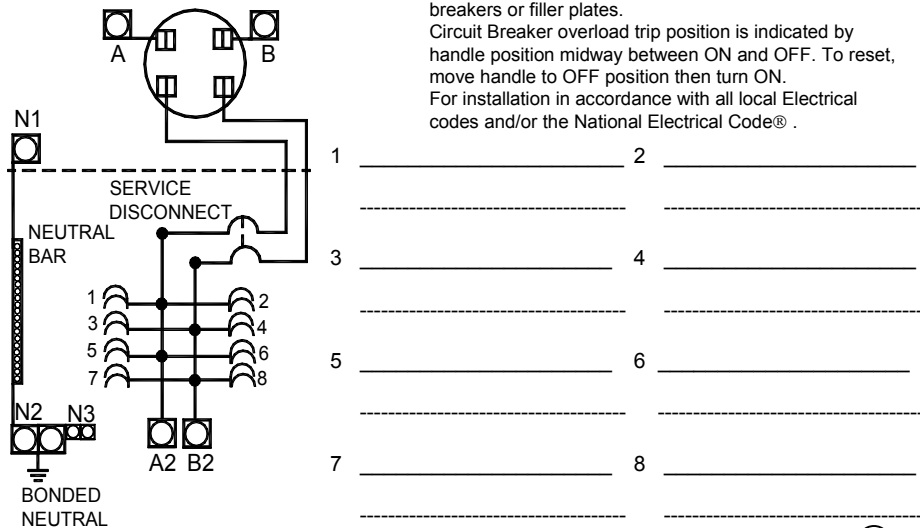 breakers or filler plates.
Circuit Breaker overload trip position is indicated by
handle position midway between ON and OFF. To reset,
move handle to OFF position then turn ON.
For installation in accordance with all local Electrical
codes and/or the National Electrical Code® .
A
B
N1
SERVICE
DISCONNECT
NEUTRAL
BAR
1
2
3
4
5
6
7
8
N2
N3
A2
B2
BONDED
NEUTRAL
1
2
3
4
5
6
7
8